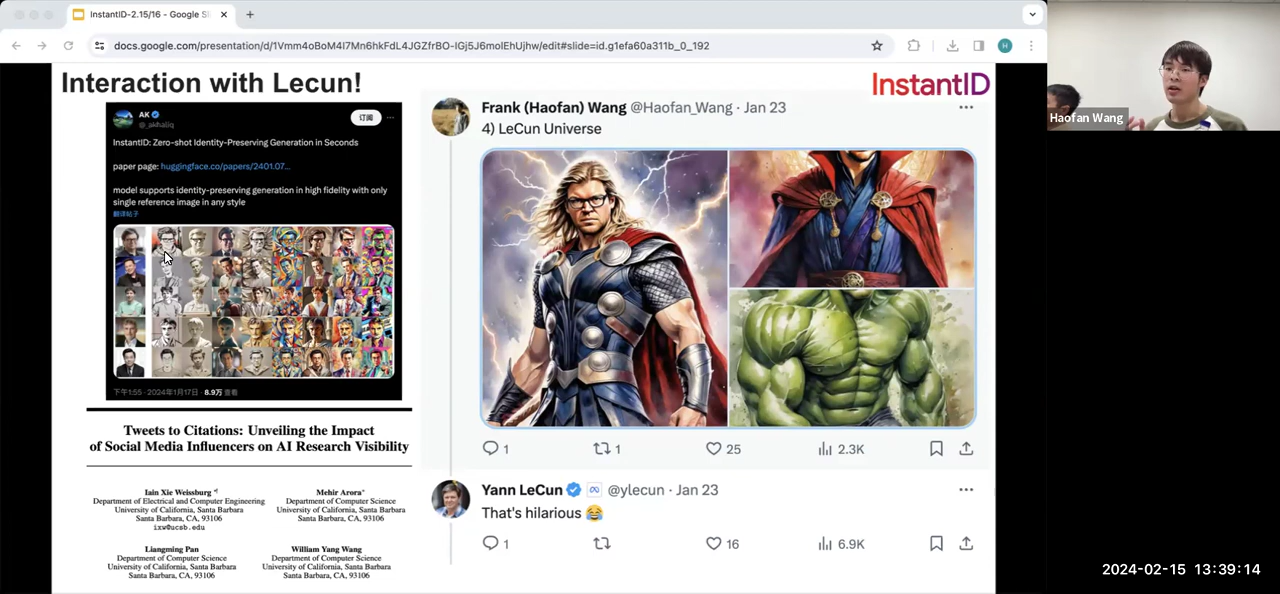 InstantID-2.15/16 - Google Sl
docs.google.com/presentation/d/1Vmm4oBoM4I7Mn6hkFdL4JGZfrBO-IGj5J6molEhUjhw/edit#slide=id.g1efa60a311b_0_192
H
Interaction with Lecun!
InstantID
AK
@_akhaliq
订阅
InstantID: Zero-shot Identity-Preserving Generation in Seconds
paper page: huggingface.co/papers/2401.07...
model supports identity-preserving generation in high fidelity with only
single reference image in any style
翻译帖子
下午1:55 · 2024年1月17日 · 8.9万 查看
Tweets to Citations: Unveiling the Impact
of Social Media Influencers on AI Research Visibility
Iain Xie Weissburg
Mehir Arora
Department of Electrical and Computer Engineering
Department of Computer Science
University of California, Santa Barbara
University of California, Santa Barbara
Santa Barbara, CA, 93106
Santa Barbara, CA, 93106
ixw@ucsb.edu
Liangming Pan
William Yang Wang
Department of Computer Science
Department of Computer Science
University of California, Santa Barbara
University of California, Santa Barbara
Santa Barbara, CA, 93106
Santa Barbara, CA, 93106
Frank (Haofan) Wang @Haofan_Wang · Jan 23
4) LeCun Universe
1
1
25
2.3K
Yann LeCun @ylecun · Jan 23
That's hilarious 😂
1
16
6.9K
Haofan Wang
2024-02-15 13:39:14